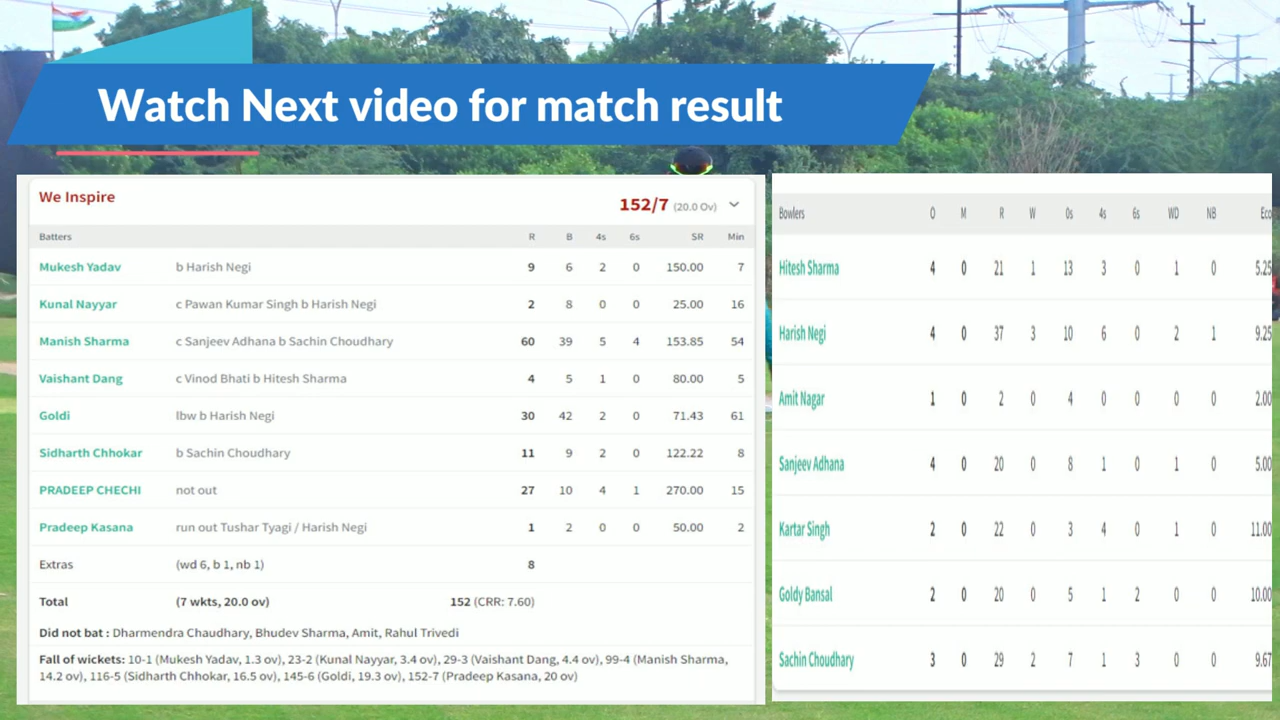 Watch Next video for match result
We Inspire 152/7 (20.0 Ov)
Batters R B 4s 6s SR Min
Mukesh Yadav b Harish Negi 9 6 2 0 150.00 7
Kunal Nayyar c Pawan Kumar Singh b Harish Negi 2 8 0 0 25.00 16
Manish Sharma c Sanjeev Adhana b Sachin Choudhary 60 39 5 4 153.85 54
Vaishant Dang c Vinod Bhati b Hitesh Sharma 4 5 1 0 80.00 5
Goldi lbw b Harish Negi 30 42 2 0 71.43 61
Sidharth Chhokar b Sachin Choudhary 11 9 2 0 122.22 8
PRADEEP CHECHI not out 27 10 4 1 270.00 15
Pradeep Kasana run out Tushar Tyagi / Harish Negi 1 2 0 0 50.00 2
Extras (wd 6, b 1, nb 1) 8
Total (7 wkts, 20.0 ov) 152 (CRR: 7.60)
Did not bat : Dharmendra Chaudhary, Bhudev Sharma, Amit, Rahul Trivedi
Fall of wickets: 10-1 (Mukesh Yadav, 1.3 ov), 23-2 (Kunal Nayyar, 3.4 ov), 29-3 (Vaishant Dang, 4.4 ov), 99-4 (Manish Sharma,
14.2 ov), 116-5 (Sidharth Chhokar, 16.5 ov), 145-6 (Goldi, 19.3 ov), 152-7 (Pradeep Kasana, 20 ov)
Bowlers O M R W 0s 4s 6s WD NB Eco
Hitesh Sharma 4 0 21 1 13 3 0 1 0 5.25
Harish Negi 4 0 37 3 10 6 0 2 1 9.25
Amit Nagar 1 0 2 0 4 0 0 0 0 2.00
Sanjeev Adhana 4 0 20 0 8 1 0 1 0 5.00
Kartar Singh 2 0 22 0 3 4 0 1 0 11.00
Goldy Bansal 2 0 20 0 5 1 2 0 0 10.00
Sachin Choudhary 3 0 29 2 7 1 3 0 0 9.67